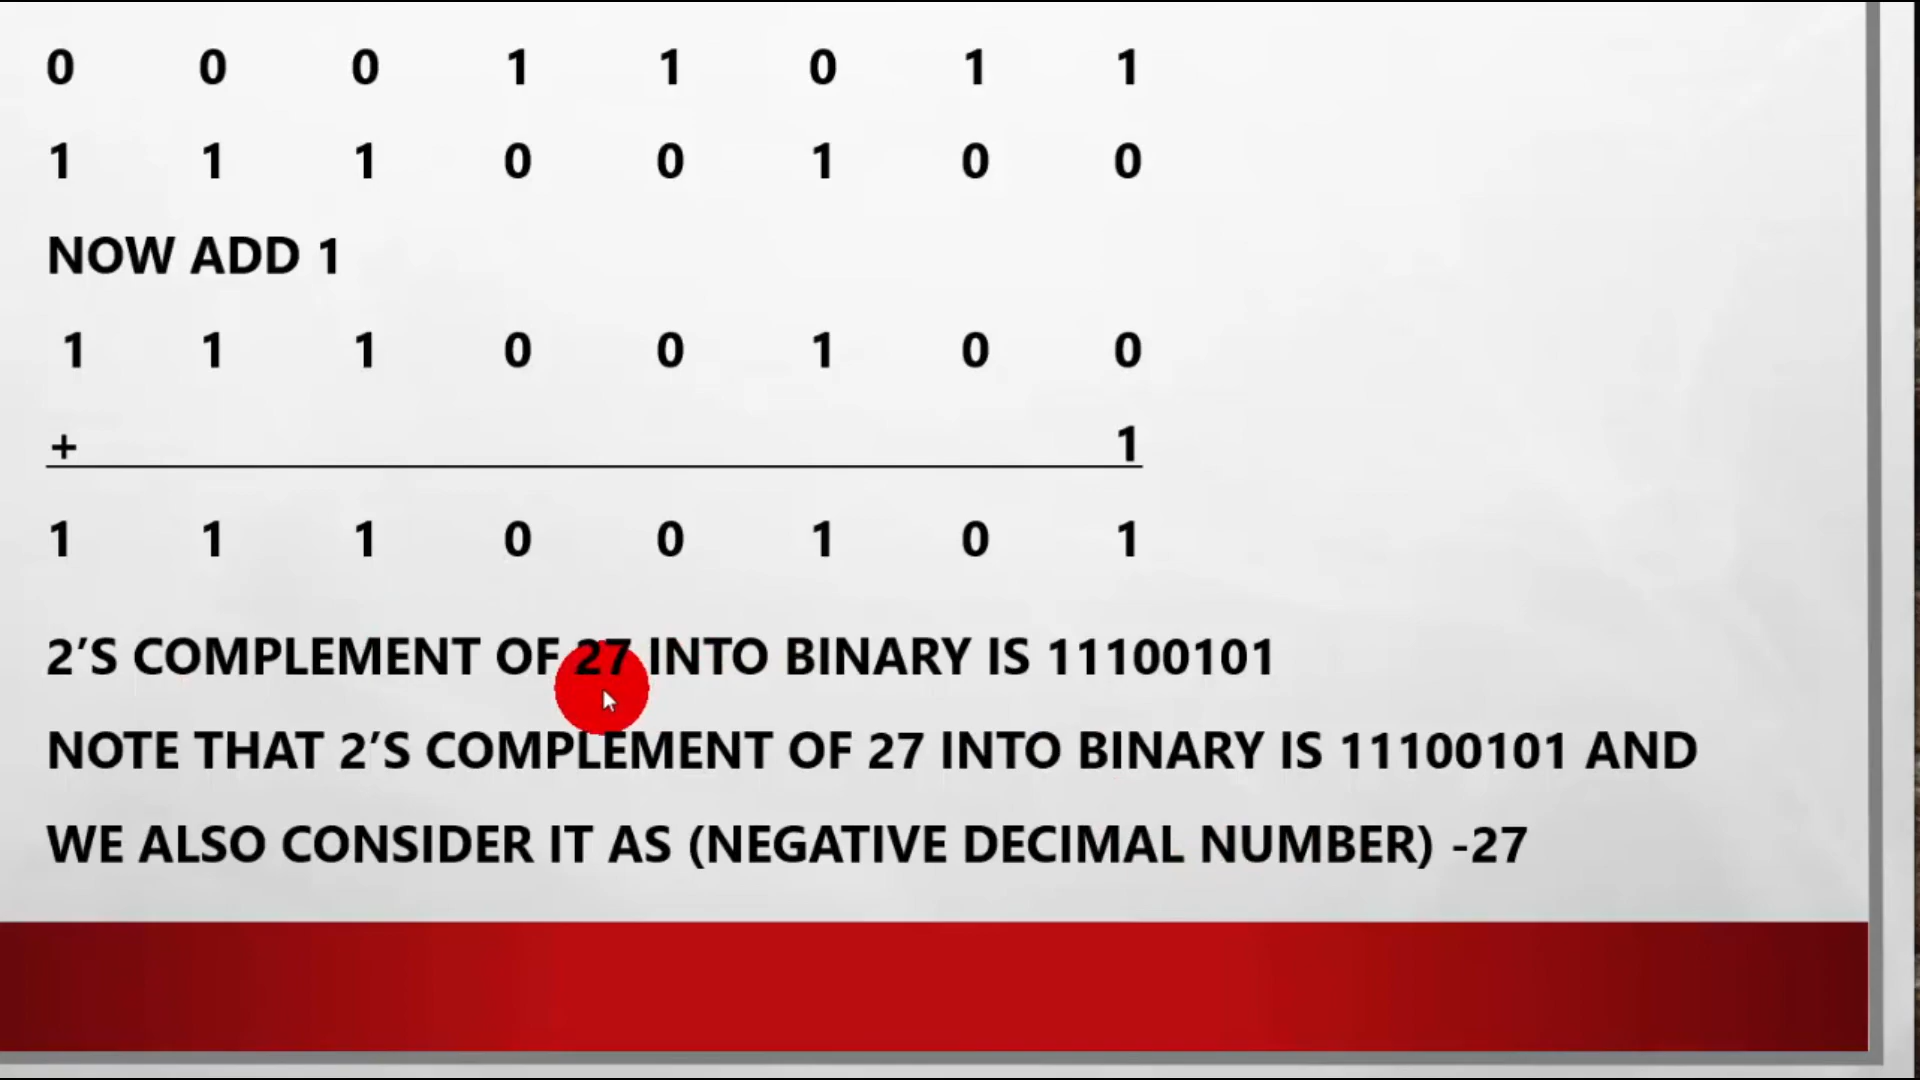 0 0 0 1 1 0 1 1
1 1 1 0 0 1 0 0
NOW ADD 1
1 1 1 0 0 1 0 0
+ 1
1 1 1 0 0 1 0 1
2’S COMPLEMENT OF 27 INTO BINARY IS 11100101
NOTE THAT 2’S COMPLEMENT OF 27 INTO BINARY IS 11100101 AND
WE ALSO CONSIDER IT AS (NEGATIVE DECIMAL NUMBER) -27